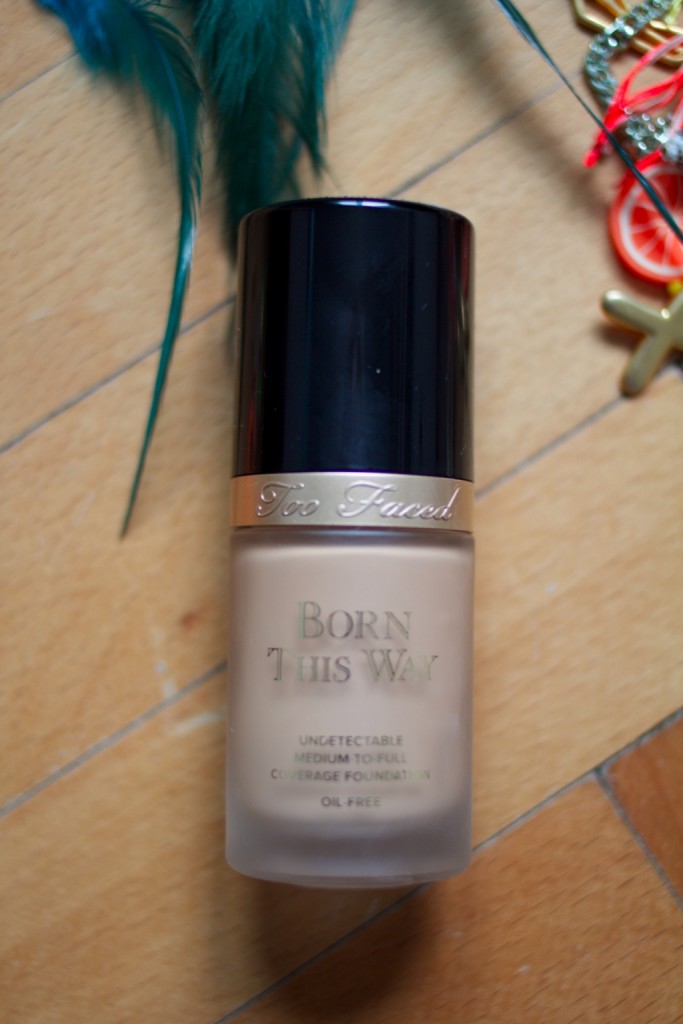 Too Faced
BORN
THIS WAY
UNDETECTABLE
MEDIUM-TO-FULL
COVERAGE FOUNDATION
OIL-FREE